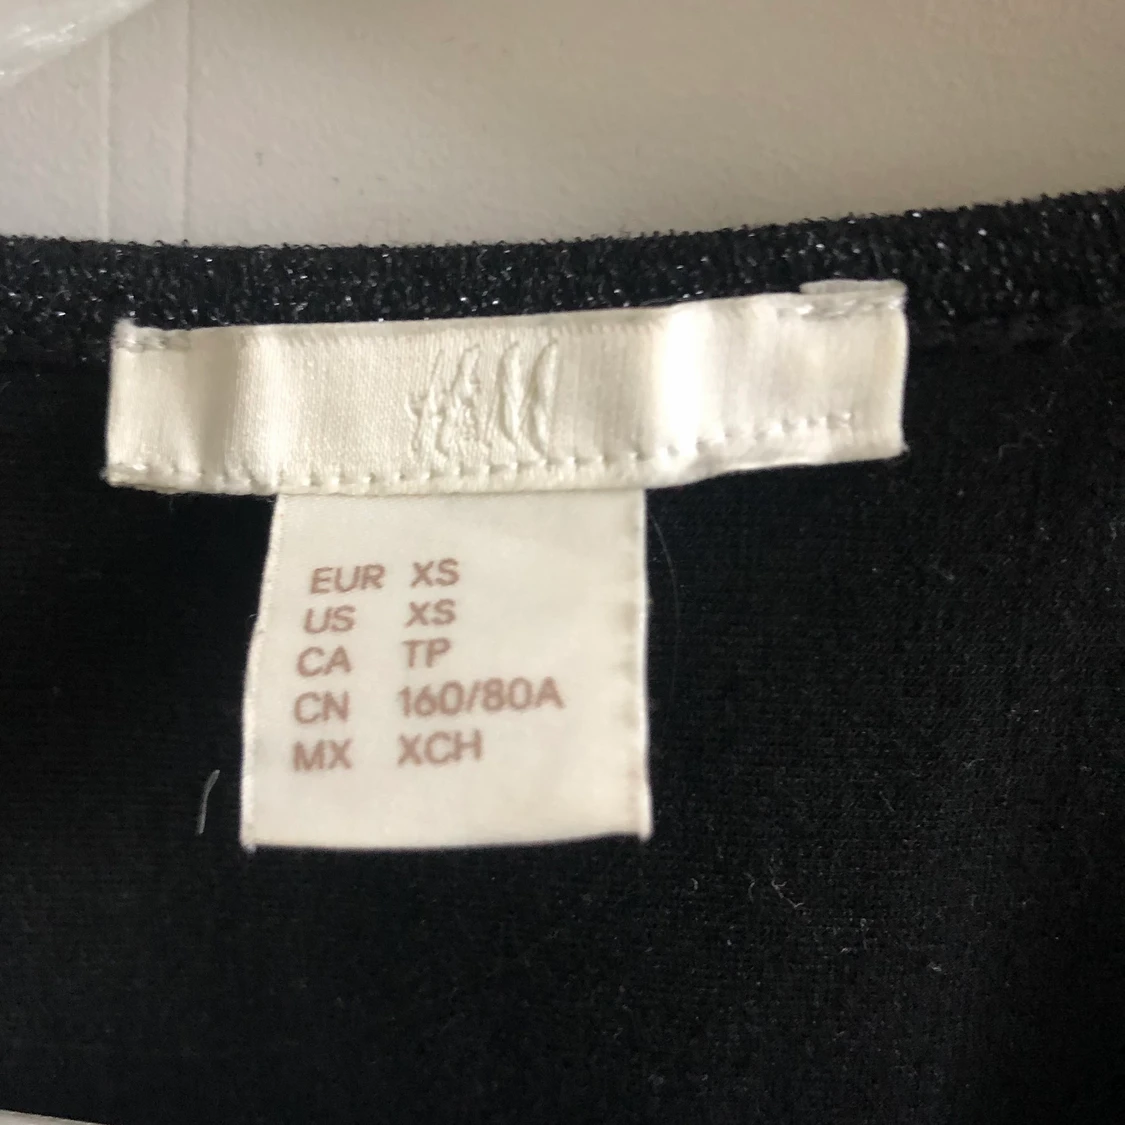 H&M
EUR XS
US XS
CA TP
CN 160/80A
MX XCH